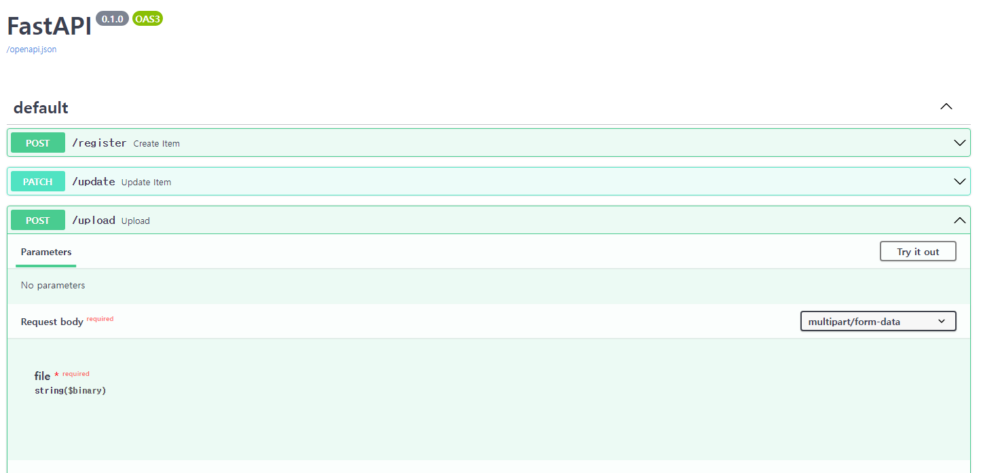 FastAPI 0.1.0 OAS3
/openapi.json
default
POST /register Create Item
PATCH /update Update Item
POST /upload Upload
Parameters Try it out
No parameters
Request body required multipart/form-data
file * required
string($binary)